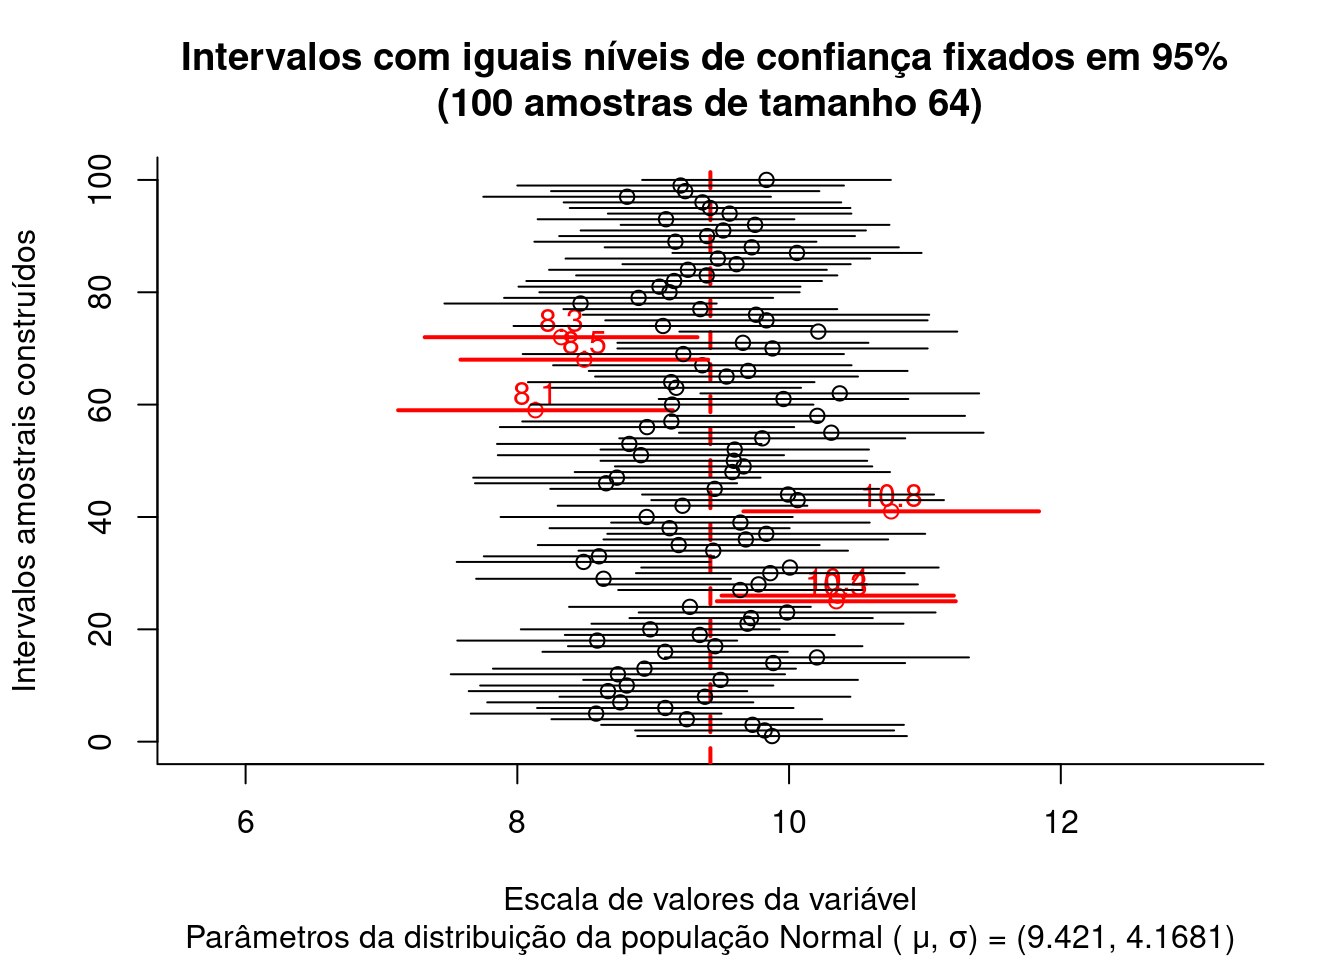 Intervalos com iguais níveis de confiança fixados em 95%
(100 amostras de tamanho 64)
Intervalos amostrais construídos
100
80
60
40
20
0
8.3
8.5
8.1
10.8
6
8
10
12
Escala de valores da variável
Parâmetros da distribuição da população Normal ( μ, σ) = (9.421, 4.1681)